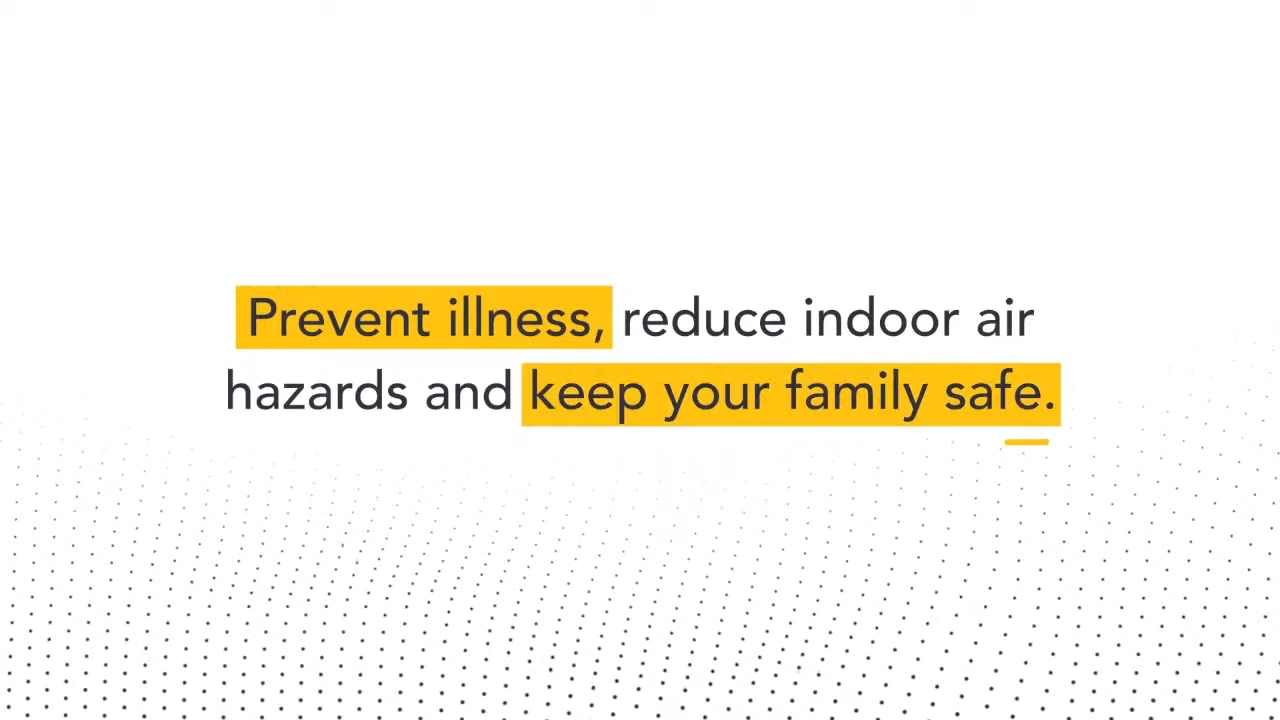 Prevent illness, reduce indoor air
hazards and keep your family safe.